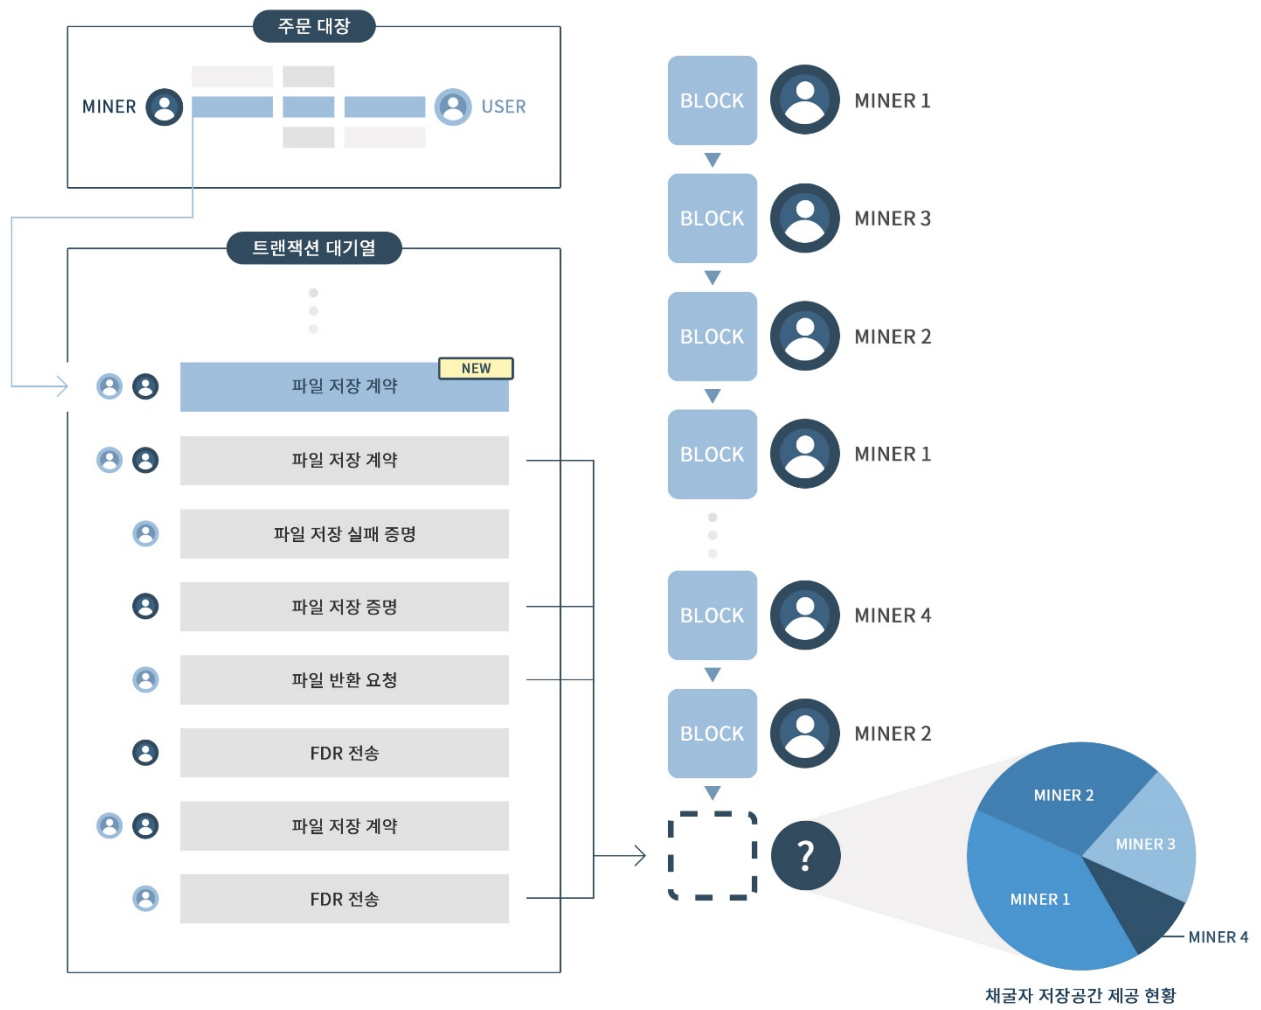 주문 대장
MINER
USER
트랜잭션 대기열
NEW
파일 저장 계약
파일 저장 계약
파일 저장 실패 증명
파일 저장 증명
파일 반환 요청
FDR 전송
파일 저장 계약
FDR 전송
BLOCK
MINER 1
BLOCK
MINER 3
BLOCK
MINER 2
BLOCK
MINER 1
BLOCK
MINER 4
BLOCK
MINER 2
?
MINER 2
MINER 3
MINER 1
MINER 4
채굴자 저장공간 제공 현황